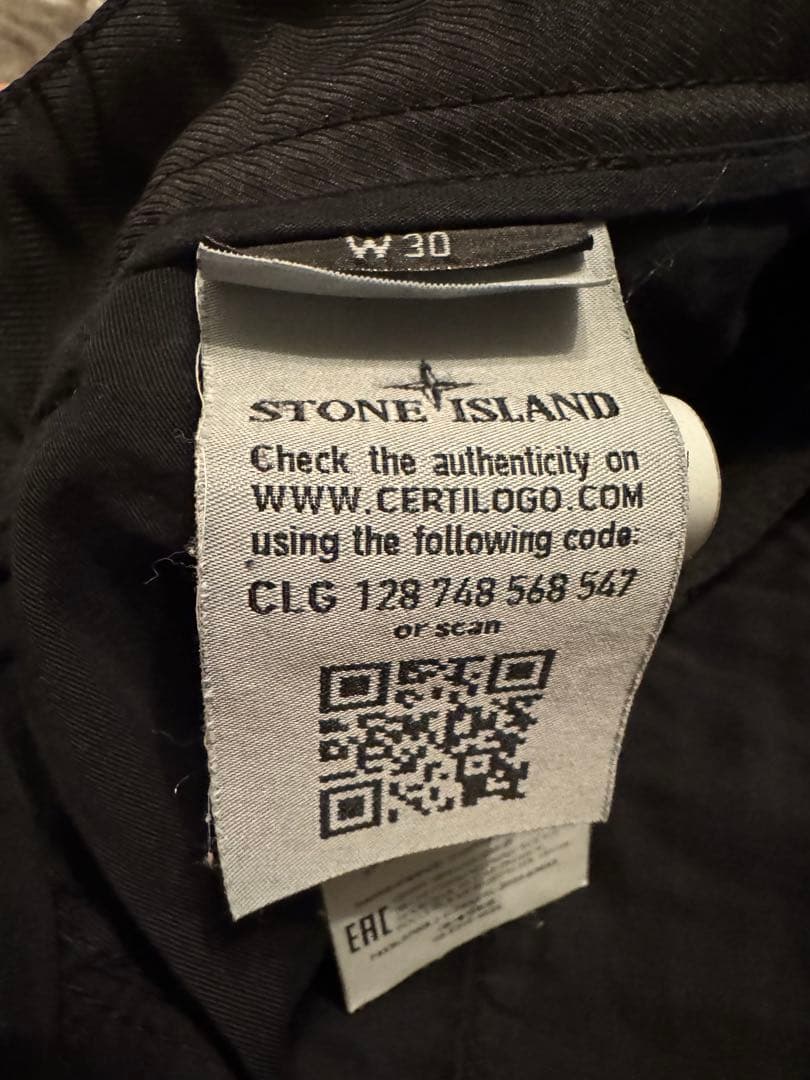 W 30
STONE ISLAND
Check the authenticity on
WWW.CERTILOGO.COM
using the following code:
CLG 128 748 568 547
or scan
EAC